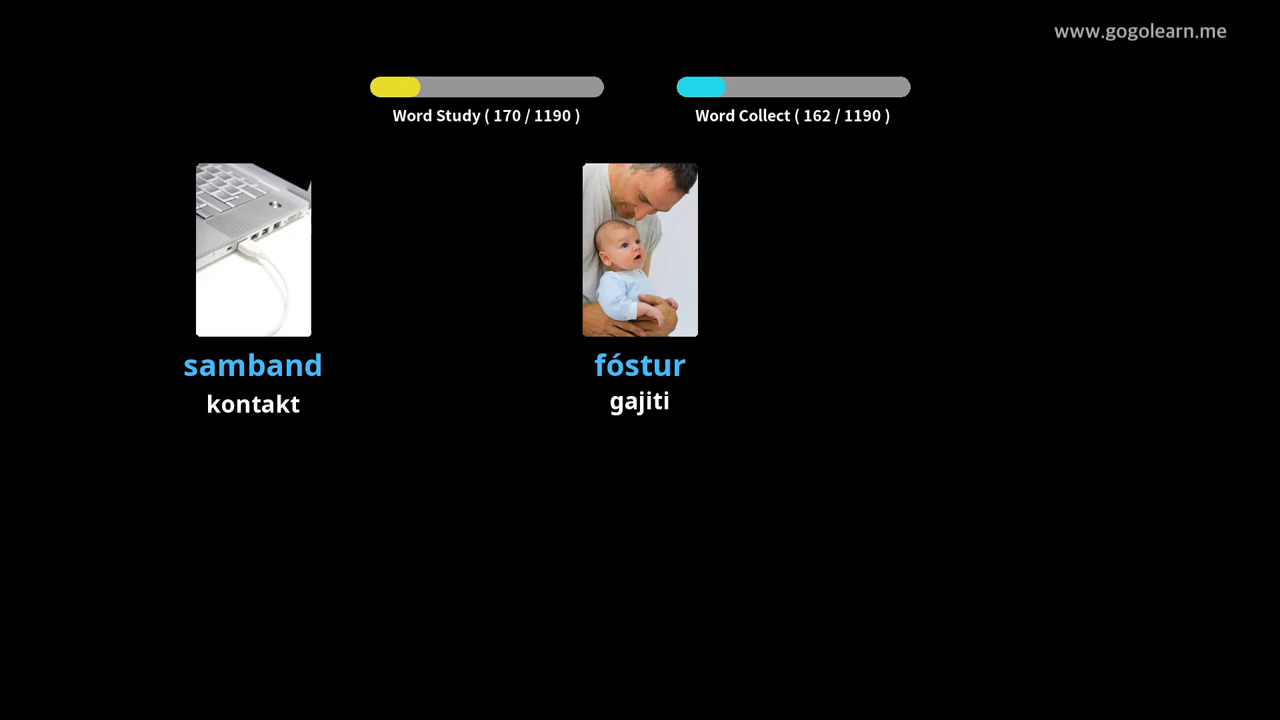 www.gogolearn.me
Word Study ( 170 / 1190 )
Word Collect ( 162 / 1190 )
samband
kontakt
fóstur
gajiti